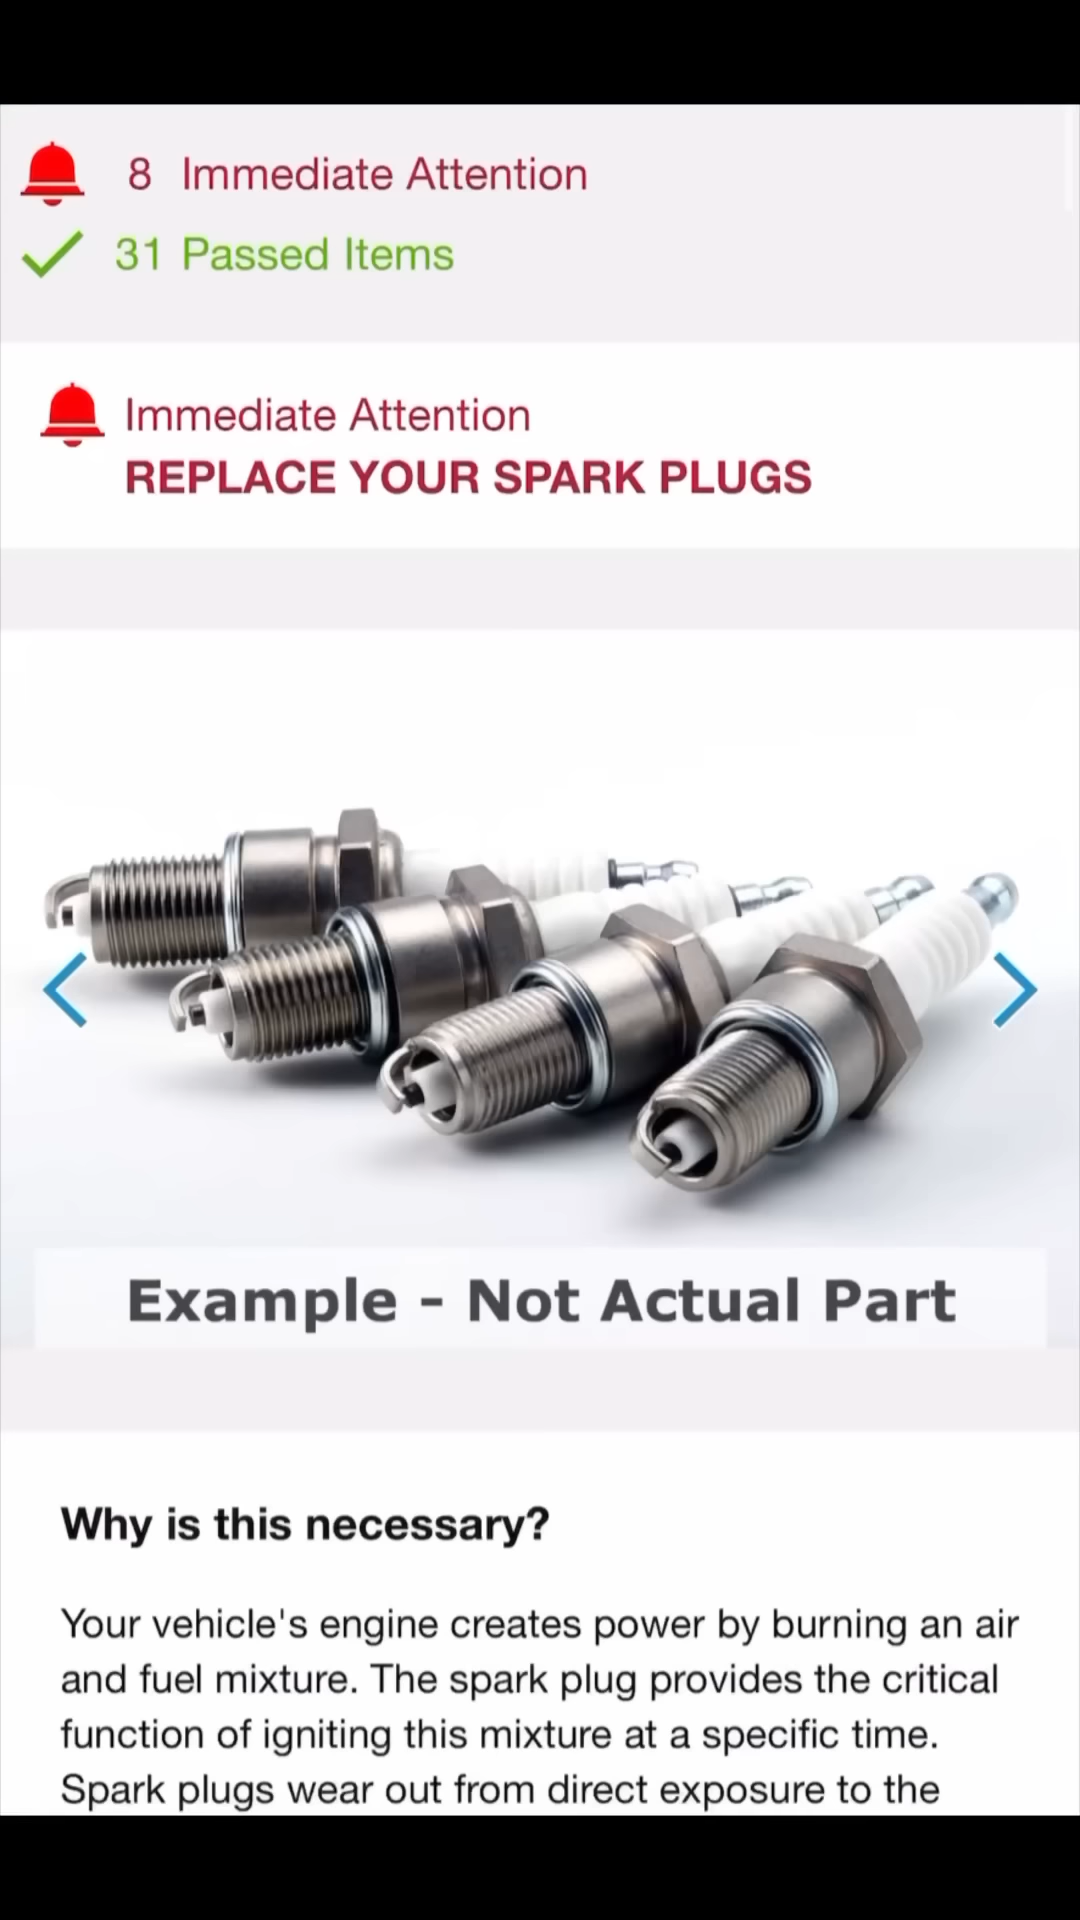 8 Immediate Attention
31 Passed Items
Immediate Attention
REPLACE YOUR SPARK PLUGS
Example - Not Actual Part
Why is this necessary?
Your vehicle's engine creates power by burning an air
and fuel mixture. The spark plug provides the critical
function of igniting this mixture at a specific time.
Spark plugs wear out from direct exposure to the